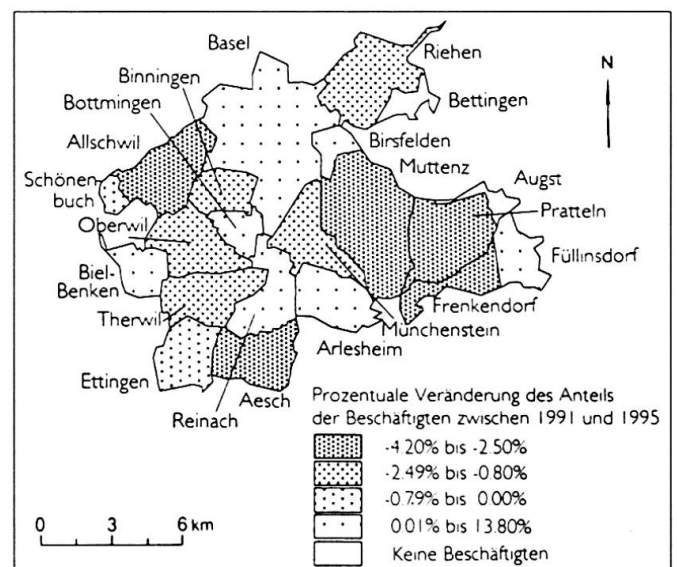 Basel
Riehen
N
Binningen
Bettingen
Bottmingen
Birsfelden
Allschwil
Muttenz
Augst
Schönen-
buch
Pratteln
Oberwil
Füllinsdorf
Biel-
Benken
Frenkendorf
Therwil
Münchenstein
Arlesheim
Ettingen
Aesch
Reinach
Prozentuale Veränderung des Anteils
der Beschäftigten zwischen 1991 und 1995
-4.20% bis -2.50%
-2.49% bis -0.80%
-0.79% bis 0.00%
0.01% bis 13.80%
Keine Beschäftigten
0 3 6 km